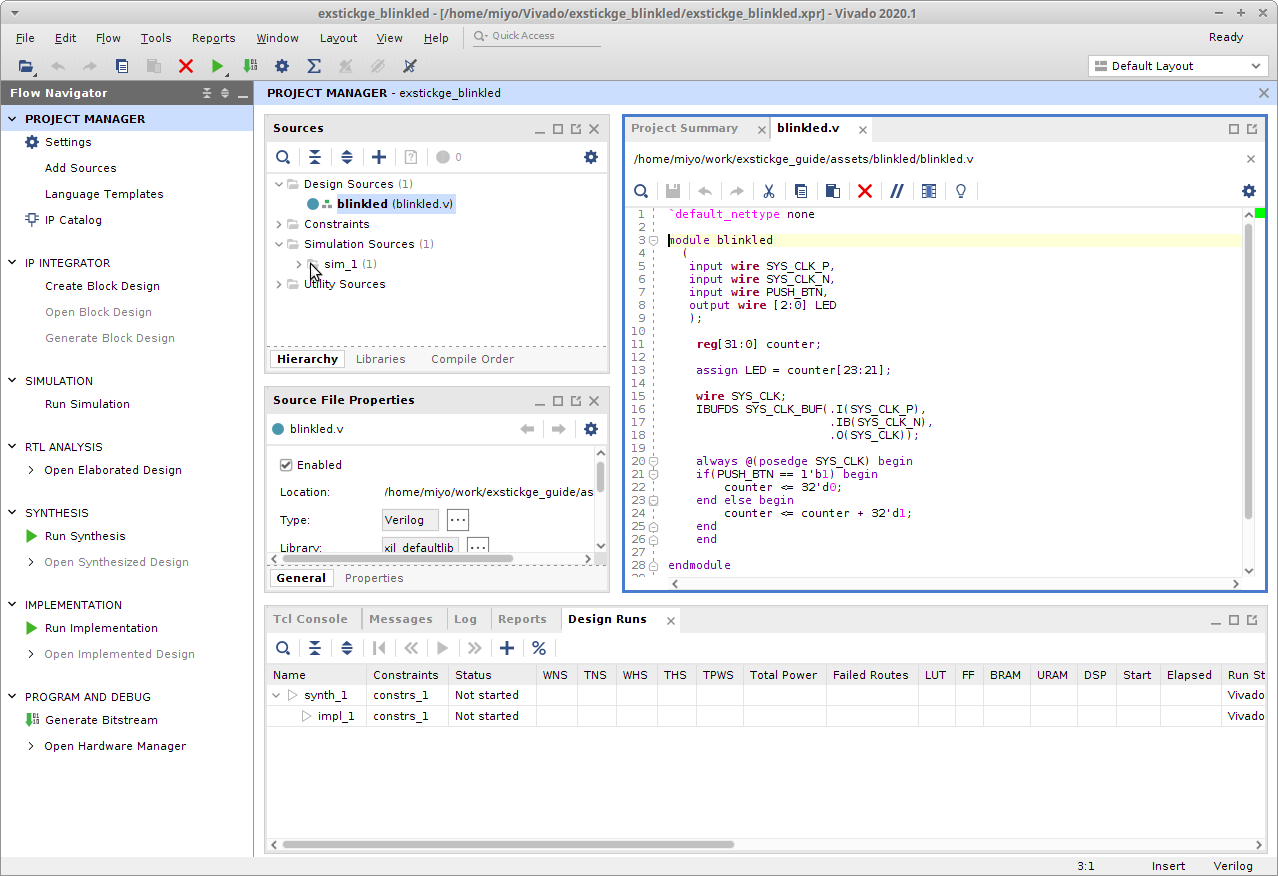 exstickge_blinkled - [/home/miyo/Vivado/exstickge_blinkled/exstickge_blinkled.xpr] - Vivado 2020.1
File Edit Flow Tools Reports Window Layout View Help Quick Access Ready
Default Layout
Flow Navigator
PROJECT MANAGER
Settings
Add Sources
Language Templates
IP Catalog
IP INTEGRATOR
Create Block Design
Open Block Design
Generate Block Design
SIMULATION
Run Simulation
RTL ANALYSIS
Open Elaborated Design
SYNTHESIS
Run Synthesis
Open Synthesized Design
IMPLEMENTATION
Run Implementation
Open Implemented Design
PROGRAM AND DEBUG
Generate Bitstream
Open Hardware Manager
PROJECT MANAGER - exstickge_blinkled
Sources
0
Design Sources (1)
blinkled (blinkled.v)
Constraints
Simulation Sources (1)
sim_1 (1)
Utility Sources
Hierarchy Libraries Compile Order
Source File Properties
blinkled.v
Enabled
Location: /home/miyo/work/exstickge_guide/as
Type: Verilog ...
Library: xil_defaultlib ...
General Properties
Project Summary blinkled.v
/home/miyo/work/exstickge_guide/assets/blinkled/blinkled.v
1 `default_nettype none
2
3 module blinkled
4 (
5 input wire SYS_CLK_P,
6 input wire SYS_CLK_N,
7 input wire PUSH_BTN,
8 output wire [2:0] LED
9 );
10
11 reg[31:0] counter;
12
13 assign LED = counter[23:21];
14
15 wire SYS_CLK;
16 IBUFDS SYS_CLK_BUF(.I(SYS_CLK_P),
17 .IB(SYS_CLK_N),
18 .O(SYS_CLK));
19
20 always @(posedge SYS_CLK) begin
21 if(PUSH_BTN == 1'b1) begin
22 counter <= 32'd0;
23 end else begin
24 counter <= counter + 32'd1;
25 end
26 end
27
28 endmodule
Tcl Console Messages Log Reports Design Runs
Name Constraints Status WNS TNS WHS THS TPWS Total Power Failed Routes LUT FF BRAM URAM DSP Start Elapsed Run St
synth_1 constrs_1 Not started Vivado
impl_1 constrs_1 Not started Vivado
3:1 Insert Verilog